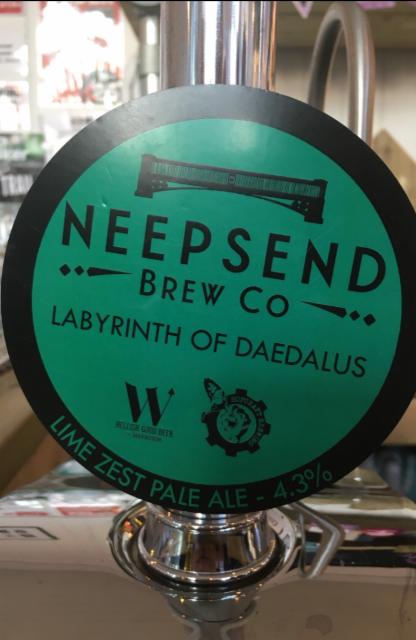 NEEPSEND
BREW CO
LABYRINTH OF DAEDALUS
W
LIME ZEST PALE ALE - 4.3%